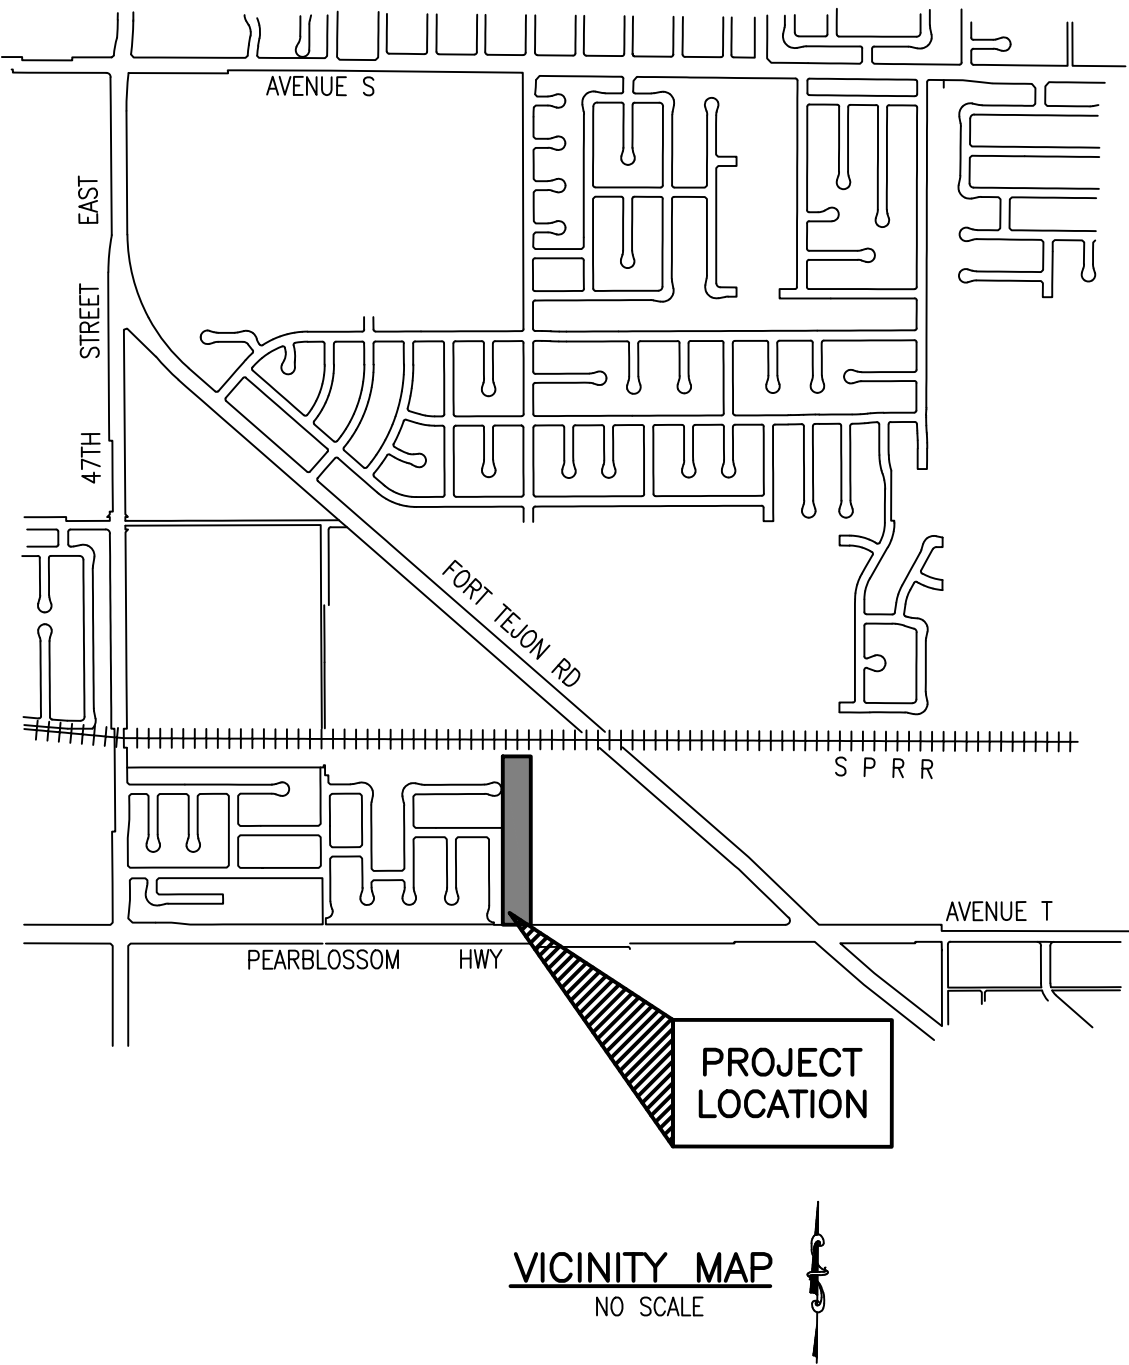 AVENUE S
47TH STREET EAST
FORT TEJON RD
S P R R
AVENUE T
PEARBLOSSOM HWY
PROJECT
LOCATION
VICINITY MAP
NO SCALE